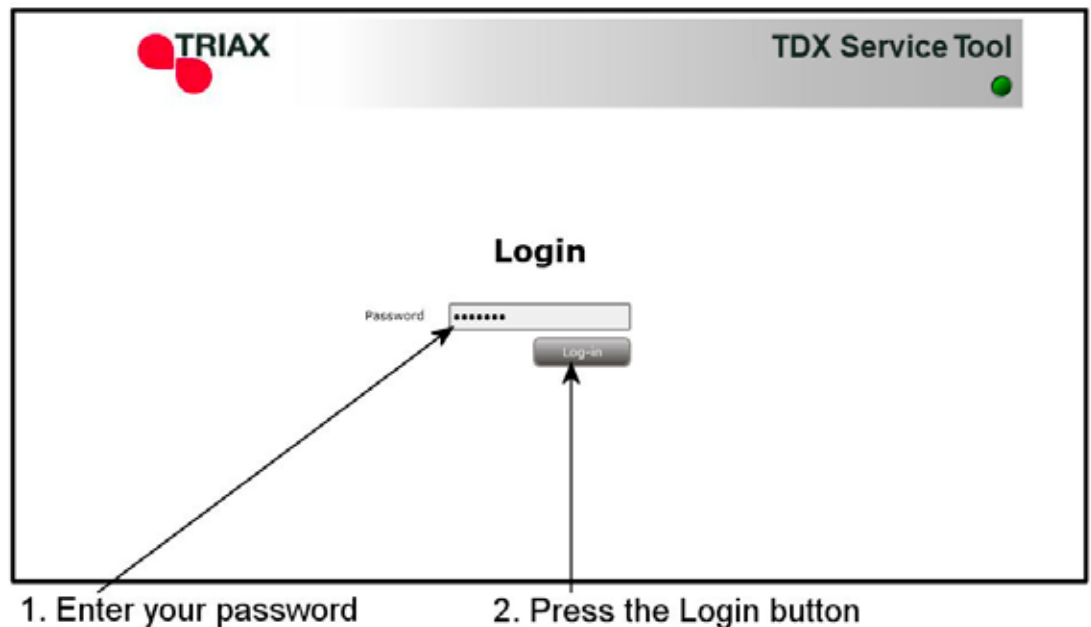 TRIAX
TDX Service Tool
Login
Password •••••••
Log-in
1. Enter your password
2. Press the Login button